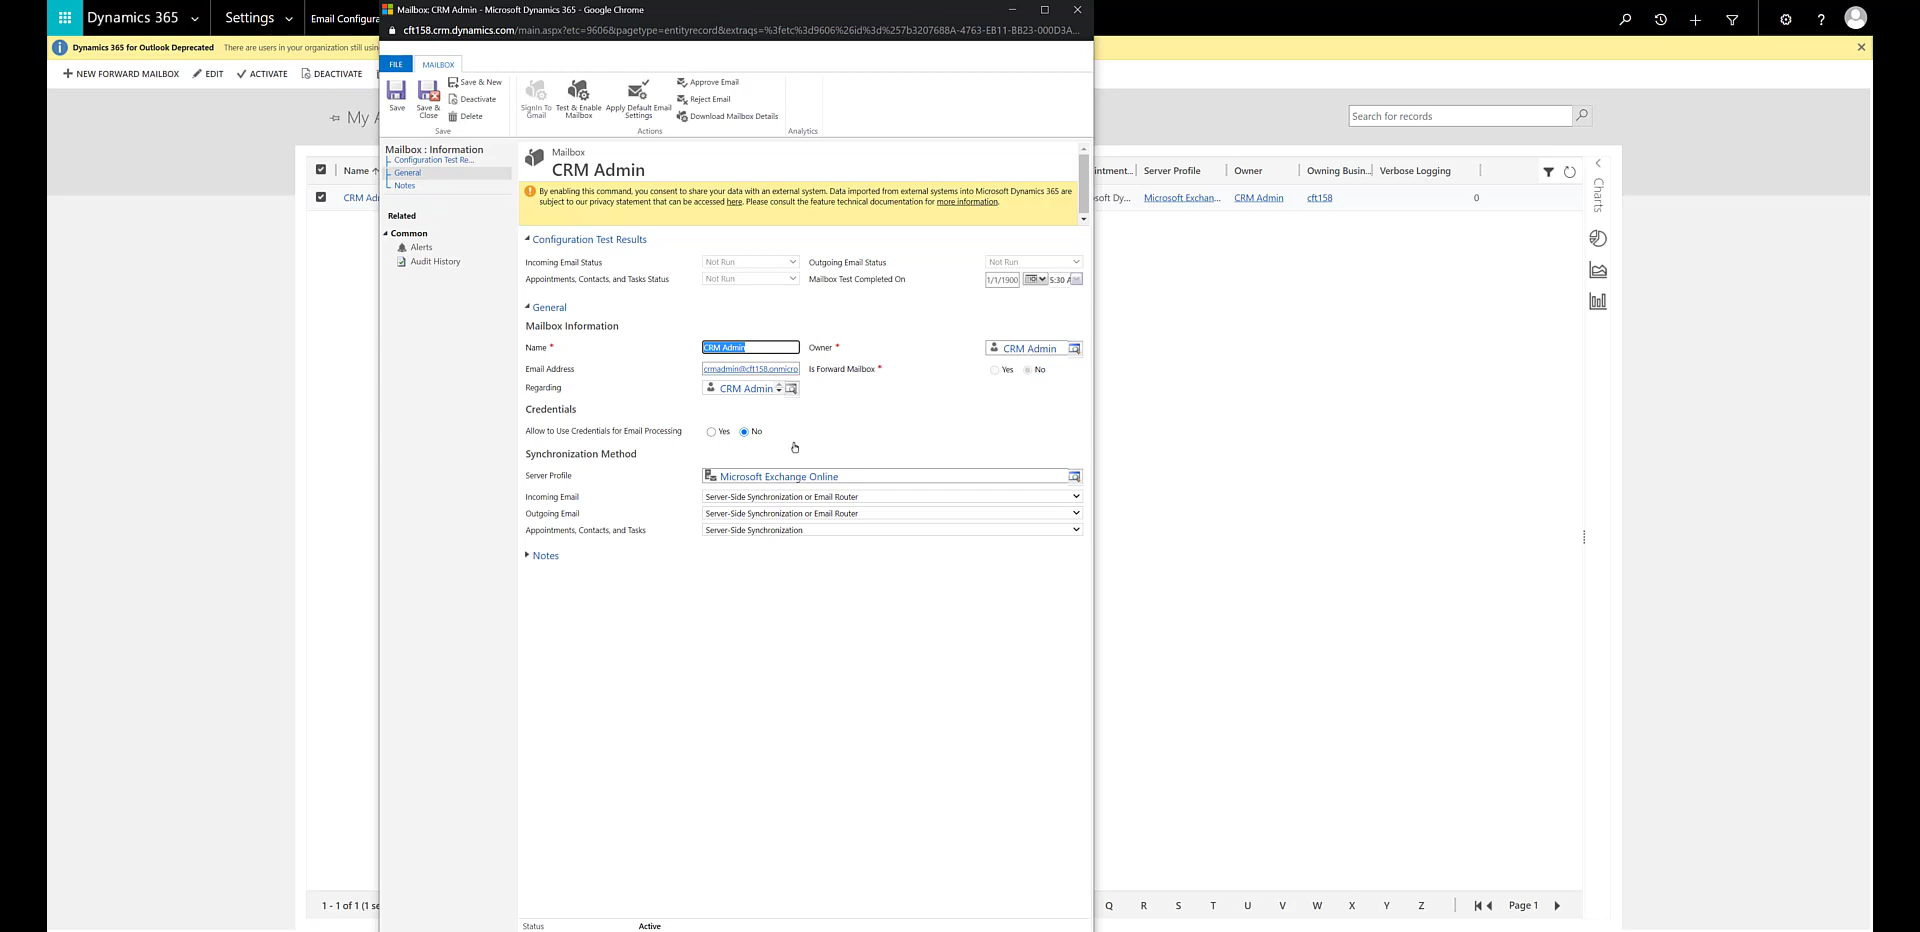 Dynamics 365
Settings
Email Configura
Mailbox: CRM Admin - Microsoft Dynamics 365 - Google Chrome
cft158.crm.dynamics.com/main.aspx?etc=9606&pagetype=entityrecord&extraqs=%3fetc%3d9606%26id%3d%257b3207688A-4763-EB11-BB23-000D3A...
Dynamics 365 for Outlook Deprecated There are users in your organization still usin
NEW FORWARD MAILBOX
EDIT
ACTIVATE
DEACTIVATE
FILE
MAILBOX
Save
Save & Close
Save & New
Deactivate
Delete
Save
SignIn To Gmail
Test & Enable Mailbox
Apply Default Email Settings
Approve Email
Reject Email
Download Mailbox Details
Actions
Analytics
My A
Search for records
Mailbox : Information
Configuration Test Re...
General
Notes
Related
Common
Alerts
Audit History
Mailbox
CRM Admin
By enabling this command, you consent to share your data with an external system. Data imported from external systems into Microsoft Dynamics 365 are
subject to our privacy statement that can be accessed here. Please consult the feature technical documentation for more information.
Name
CRM Adm
intment...
Server Profile
Owner
Owning Busin...
Verbose Logging
soft Dy...
Microsoft Exchan...
CRM Admin
cft158
0
Charts
Configuration Test Results
Incoming Email Status Not Run Outgoing Email Status Not Run
Appointments, Contacts, and Tasks Status Not Run Mailbox Test Completed On 1/1/1900 5:30 A
General
Mailbox Information
Name * CRM Admin Owner * CRM Admin
Email Address crmadmin@cft158.onmicro Is Forward Mailbox * Yes No
Regarding CRM Admin
Credentials
Allow to Use Credentials for Email Processing Yes No
Synchronization Method
Server Profile Microsoft Exchange Online
Incoming Email Server-Side Synchronization or Email Router
Outgoing Email Server-Side Synchronization or Email Router
Appointments, Contacts, and Tasks Server-Side Synchronization
Notes
1 - 1 of 1 (1 se
Q R S T U V W X Y Z
Page 1
Status Active